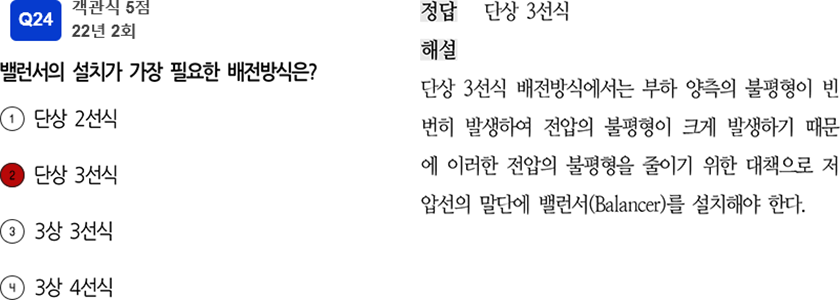 Q24
객관식 5점
22년 2회
밸런서의 설치가 가장 필요한 배전방식은?
① 단상 2선식
② 단상 3선식
③ 3상 3선식
④ 3상 4선식
정답 단상 3선식
해설
단상 3선식 배전방식에서는 부하 양측의 불평형이 빈
번히 발생하여 전압의 불평형이 크게 발생하기 때문
에 이러한 전압의 불평형을 줄이기 위한 대책으로 저
압선의 말단에 밸런서(Balancer)를 설치해야 한다.